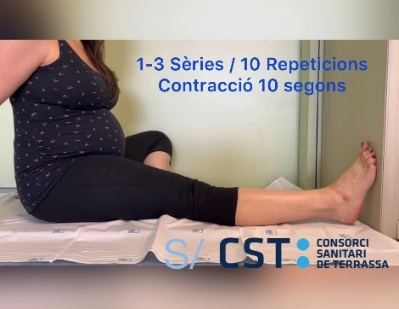 1-3 Sèries / 10 Repeticions
Contracció 10 segons
S/ CST:
CONSORCI
SANITARI
DE TERRASSA